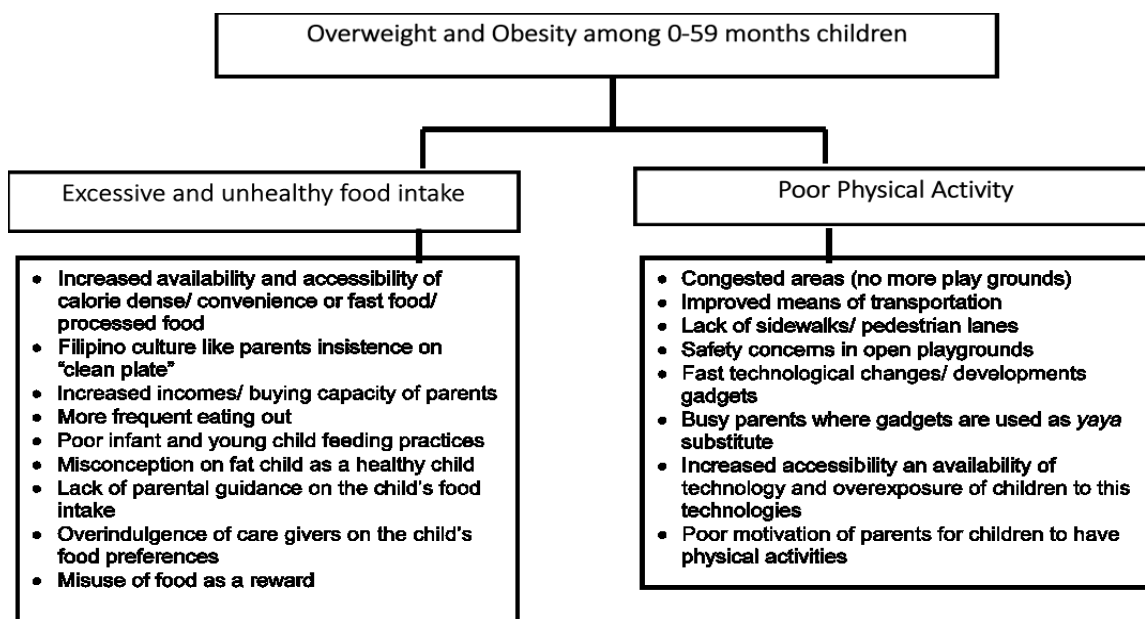 Overweight and Obesity among 0-59 months children
Excessive and unhealthy food intake
• Increased availability and accessibility of
calorie dense/ convenience or fast food/
processed food
• Filipino culture like parents insistence on
“clean plate”
• Increased incomes/ buying capacity of parents
• More frequent eating out
• Poor infant and young child feeding practices
• Misconception on fat child as a healthy child
• Lack of parental guidance on the child’s food
intake
• Overindulgence of care givers on the child’s
food preferences
• Misuse of food as a reward
Poor Physical Activity
• Congested areas (no more play grounds)
• Improved means of transportation
• Lack of sidewalks/ pedestrian lanes
• Safety concerns in open playgrounds
• Fast technological changes/ developments
gadgets
• Busy parents where gadgets are used as yaya
substitute
• Increased accessibility an availability of
technology and overexposure of children to this
technologies
• Poor motivation of parents for children to have
physical activities